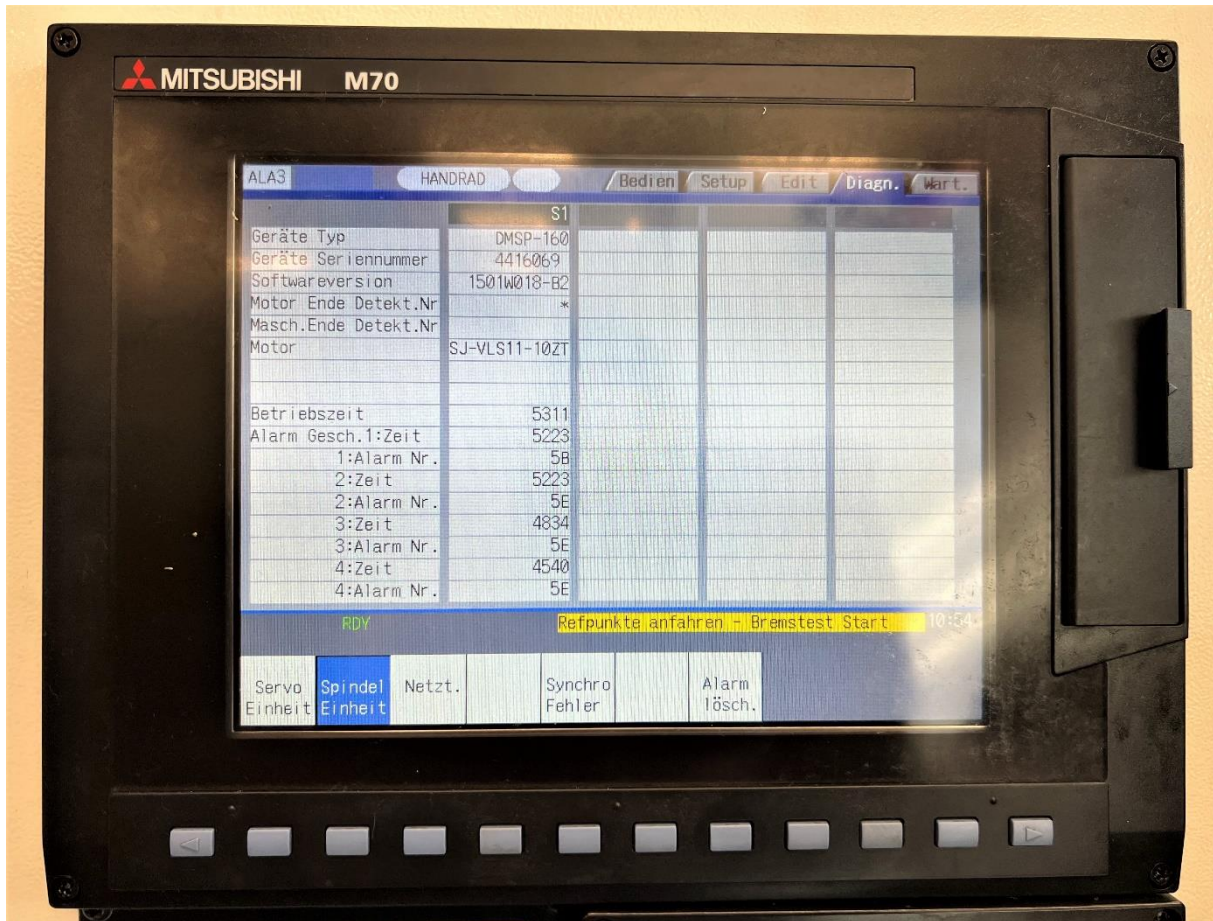 MITSUBISHI M70
ALA3 HANDRAD Bedien Setup Edit Diagn. Wart.
S1
Geräte Typ DMSP-160
Geräte Seriennummer 4416069
Softwareversion 1501W018-B2
Motor Ende Detekt.Nr *
Masch.Ende Detekt.Nr
Motor SJ-VLS11-10ZT
Betriebszeit 5311
Alarm Gesch.1:Zeit 5223
1:Alarm Nr. 5B
2:Zeit 5223
2:Alarm Nr. 5E
3:Zeit 4834
3:Alarm Nr. 5E
4:Zeit 4540
4:Alarm Nr. 5E
RDY Refpunkte anfahren - Bremstest Start 10:54
Servo Spindel Netzt. Synchro Alarm
Einheit Einheit Fehler lösch.